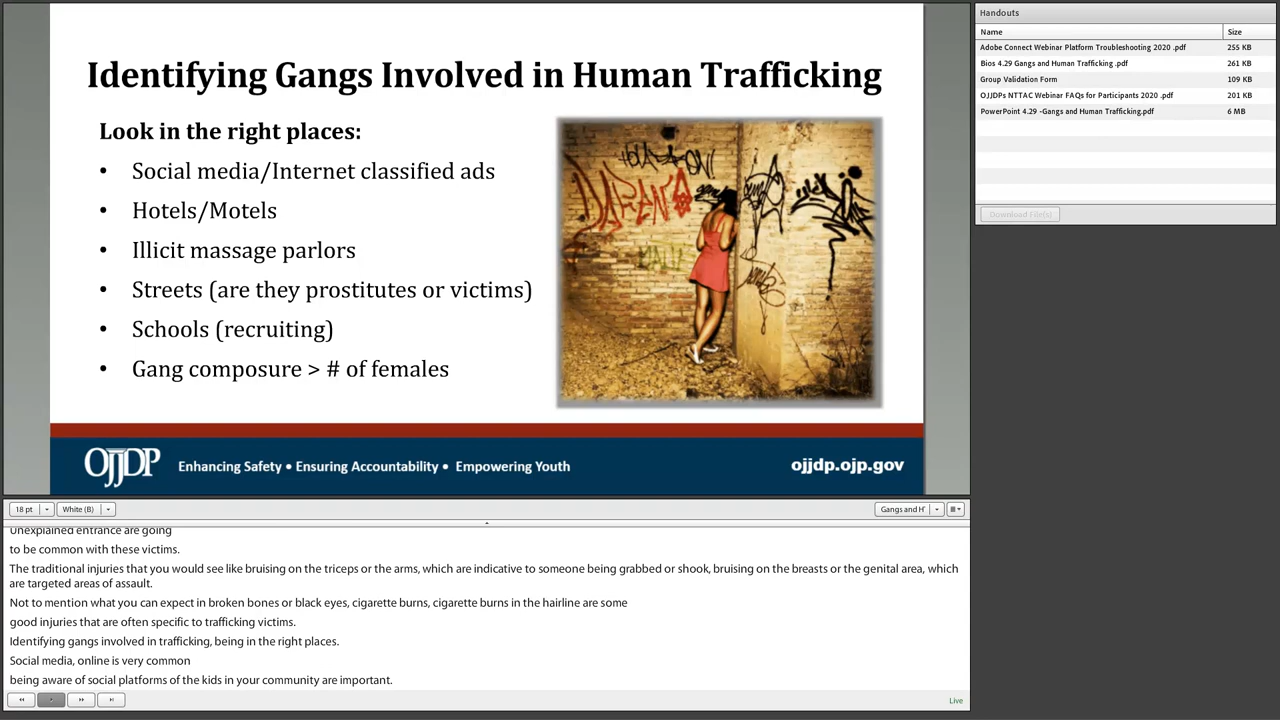 Identifying Gangs Involved in Human Trafficking
Look in the right places:
• Social media/Internet classified ads
• Hotels/Motels
• Illicit massage parlors
• Streets (are they prostitutes or victims)
• Schools (recruiting)
• Gang composure > # of females
DAREN
OJJDP
Enhancing Safety • Ensuring Accountability • Empowering Youth
ojjdp.ojp.gov
18 pt
White (B)
Gangs and H'
Unexplained entrance are going
to be common with these victims.
The traditional injuries that you would see like bruising on the triceps or the arms, which are indicative to someone being grabbed or shook, bruising on the breasts or the genital area, which
are targeted areas of assault.
Not to mention what you can expect in broken bones or black eyes, cigarette burns, cigarette burns in the hairline are some
good injuries that are often specific to trafficking victims.
Identifying gangs involved in trafficking, being in the right places.
Social media, online is very common
being aware of social platforms of the kids in your community are important.
Live
Handouts
Name Size
Adobe Connect Webinar Platform Troubleshooting 2020 .pdf 255 KB
Bios 4.29 Gangs and Human Trafficking .pdf 261 KB
Group Validation Form 109 KB
OJJDPs NTTAC Webinar FAQs for Participants 2020 .pdf 201 KB
PowerPoint 4.29 -Gangs and Human Trafficking.pdf 6 MB
Download File(s)